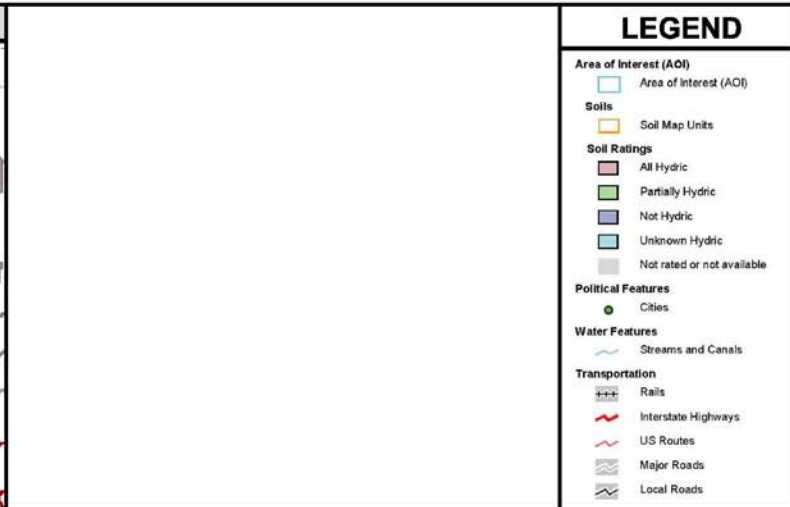 LEGEND
Area of Interest (AOI)
Area of Interest (AOI)
Soils
Soil Map Units
Soil Ratings
All Hydric
Partially Hydric
Not Hydric
Unknown Hydric
Not rated or not available
Political Features
Cities
Water Features
Streams and Canals
Transportation
Rails
Interstate Highways
US Routes
Major Roads
Local Roads